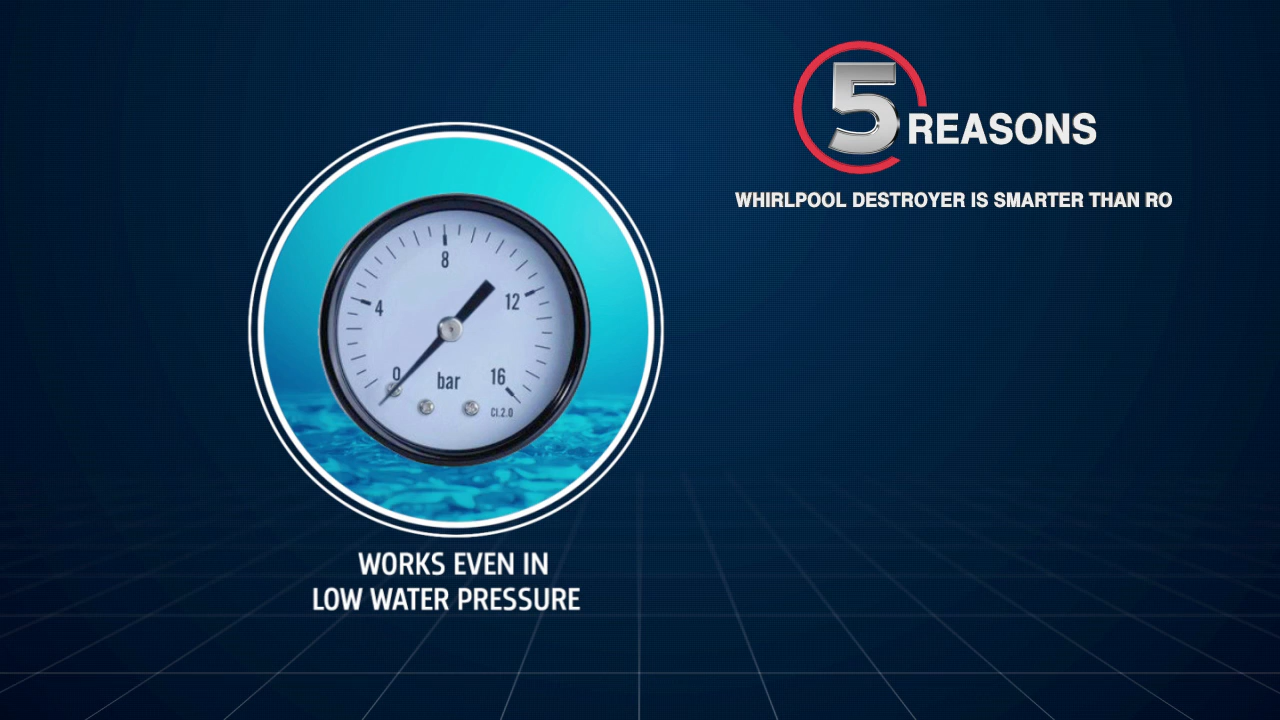 5 REASONS
WHIRLPOOL DESTROYER IS SMARTER THAN RO
8
4
12
0
bar
16
Cl.2.0
WORKS EVEN IN
LOW WATER PRESSURE